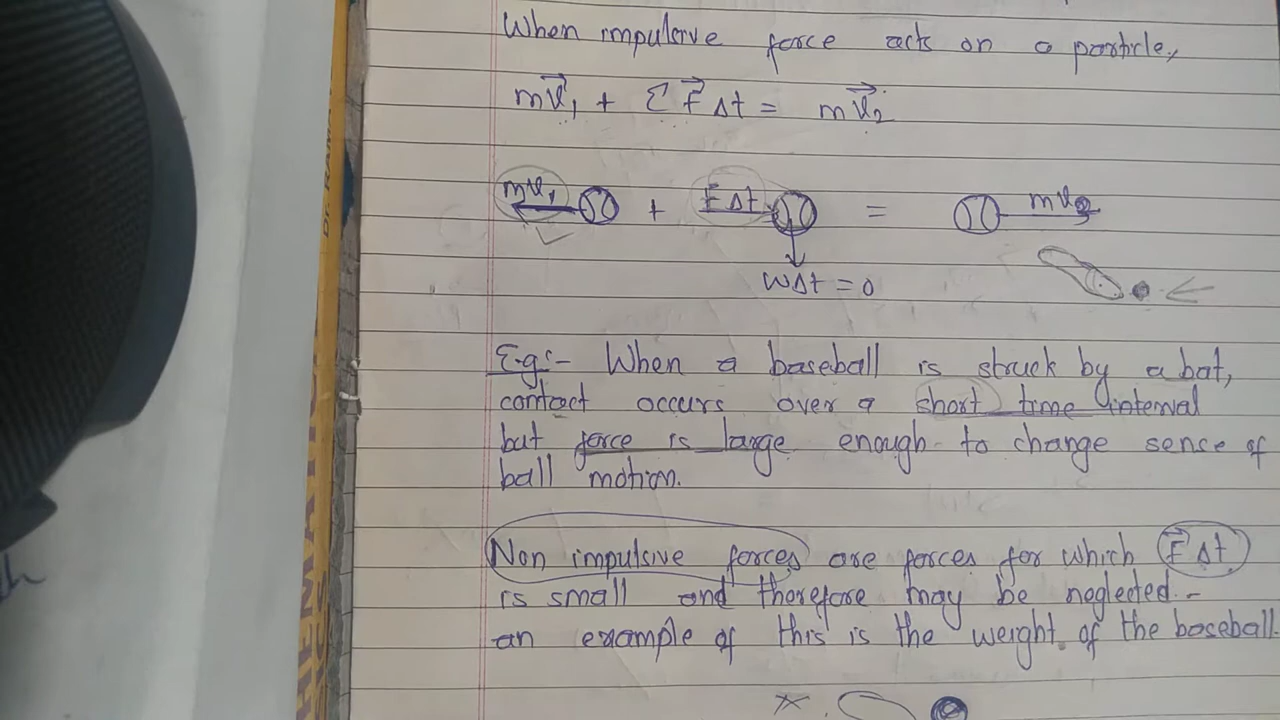 When impulsive force acts on a particle,
mv⃗₁ + ΣF⃗ Δt = mv⃗₂
mv₁ + FΔt = mv₂
WΔt = 0
E.g:- When a baseball is struck by a bat,
contact occurs over a short time interval
but force is large enough to change sense of
ball motion.
Non impulsive forces are forces for which F⃗ Δt
is small and therefore may be neglected -
an example of this is the weight of the baseball.